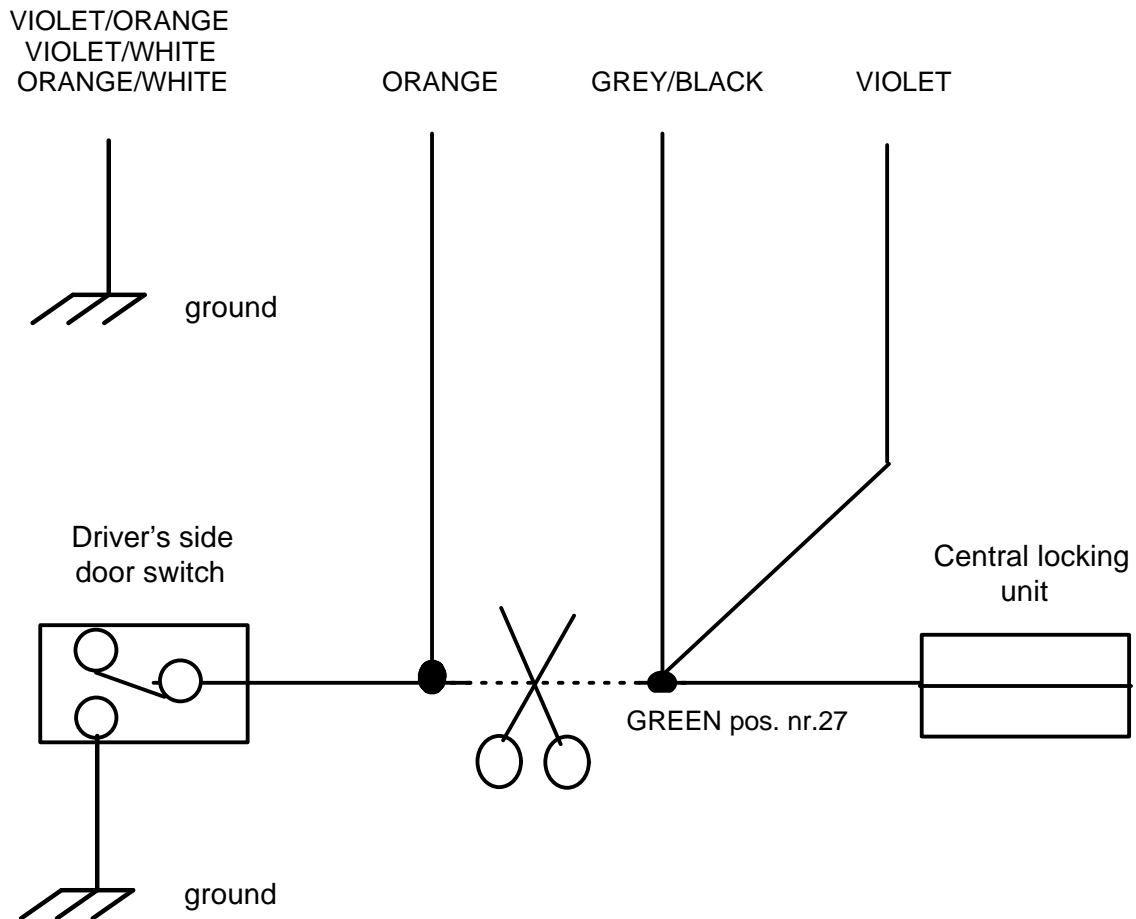 VIOLET/ORANGE
VIOLET/WHITE
ORANGE/WHITE
ORANGE
GREY/BLACK
VIOLET
ground
Driver’s side
door switch
Central locking
unit
GREEN pos. nr.27
ground